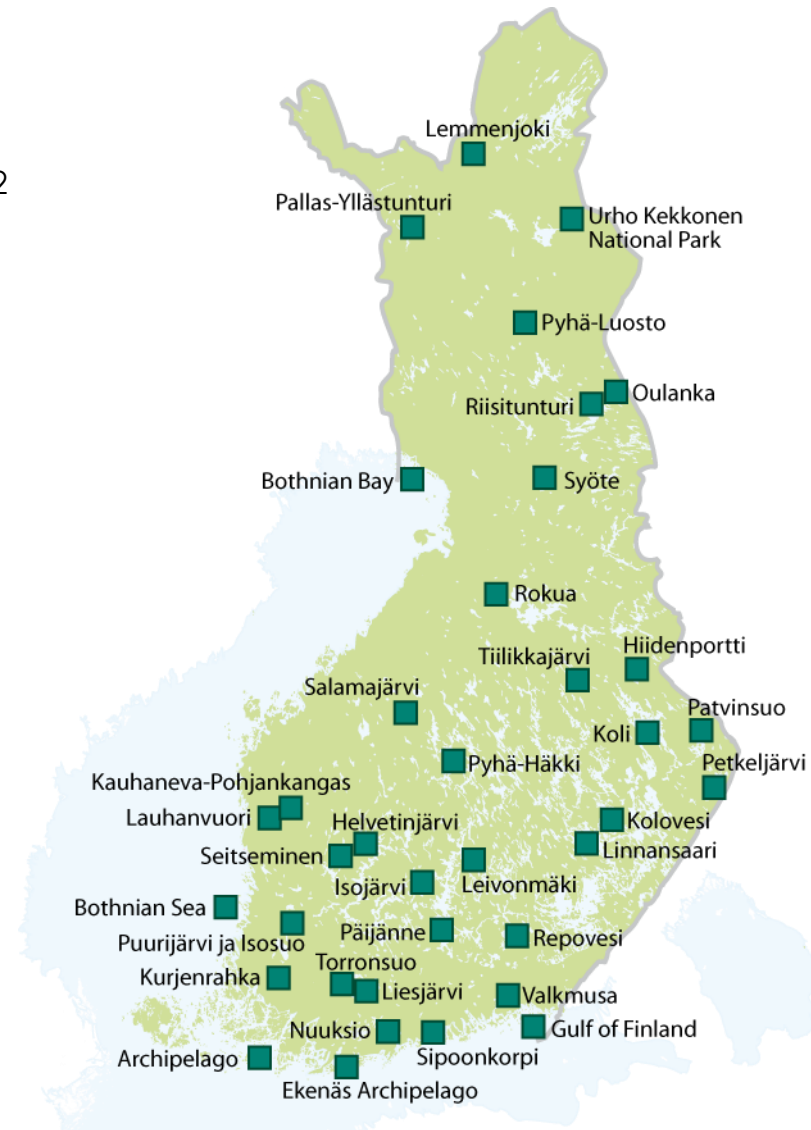 Lemmenjoki
2
Pallas-Yllästunturi
Urho Kekkonen
National Park
Pyhä-Luosto
Oulanka
Riisitunturi
Bothnian Bay
Syöte
Rokua
Hiidenportti
Tiilikkajärvi
Salamajärvi
Patvinsuo
Koli
Pyhä-Häkki
Petkeljärvi
Kauhaneva-Pohjankangas
Lauhanvuori
Helvetinjärvi
Kolovesi
Linnansaari
Seitseminen
Isojärvi
Leivonmäki
Bothnian Sea
Puurijärvi ja Isosuo
Päijänne
Repovesi
Torronsuo
Kurjenrahka
Liesjärvi
Valkmusa
Nuuksio
Gulf of Finland
Sipoonkorpi
Archipelago
Ekenäs Archipelago